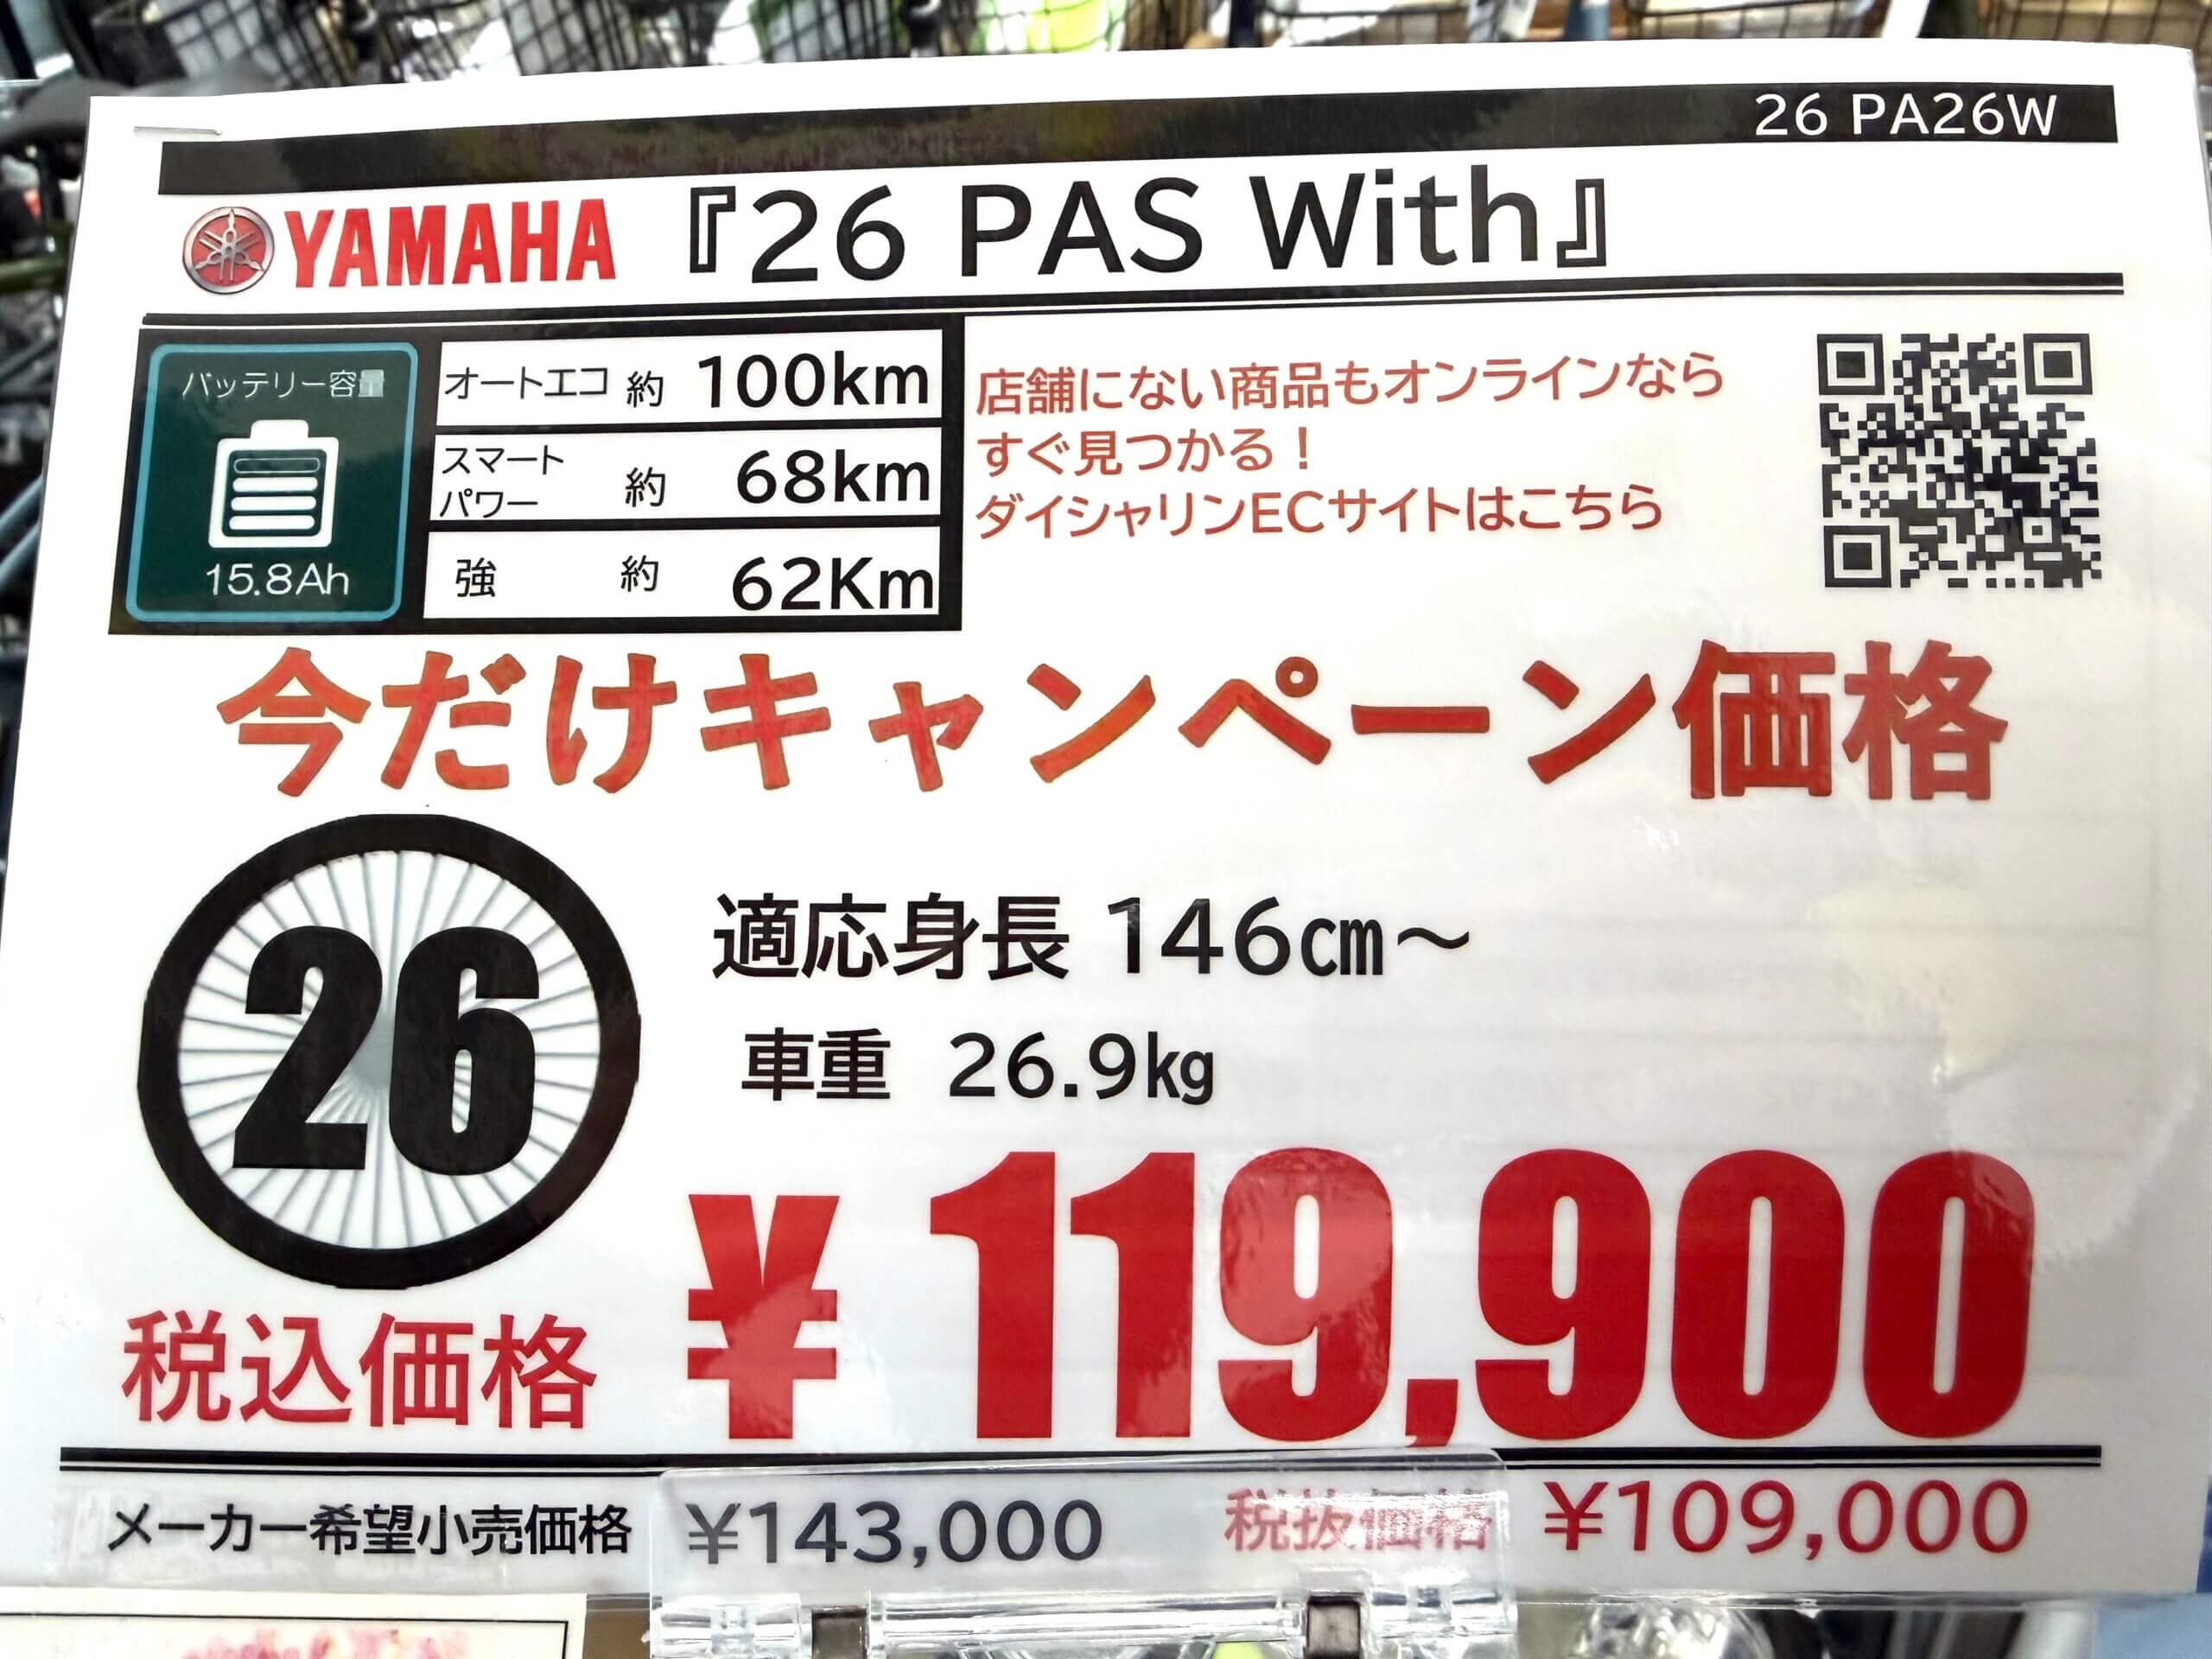 26 PA26W
YAMAHA 『26 PAS With』
バッテリー容量
15.8Ah
オートエコ 約 100km
スマート
パワー 約 68km
強 約 62Km
店舗にない商品もオンラインなら
すぐ見つかる！
ダイシャリンECサイトはこちら
今だけキャンペーン価格
26
適応身長 146㎝～
車重 26.9㎏
税込価格 ¥ 119,900
メーカー希望小売価格 ¥143,000 税抜価格 ¥109,000